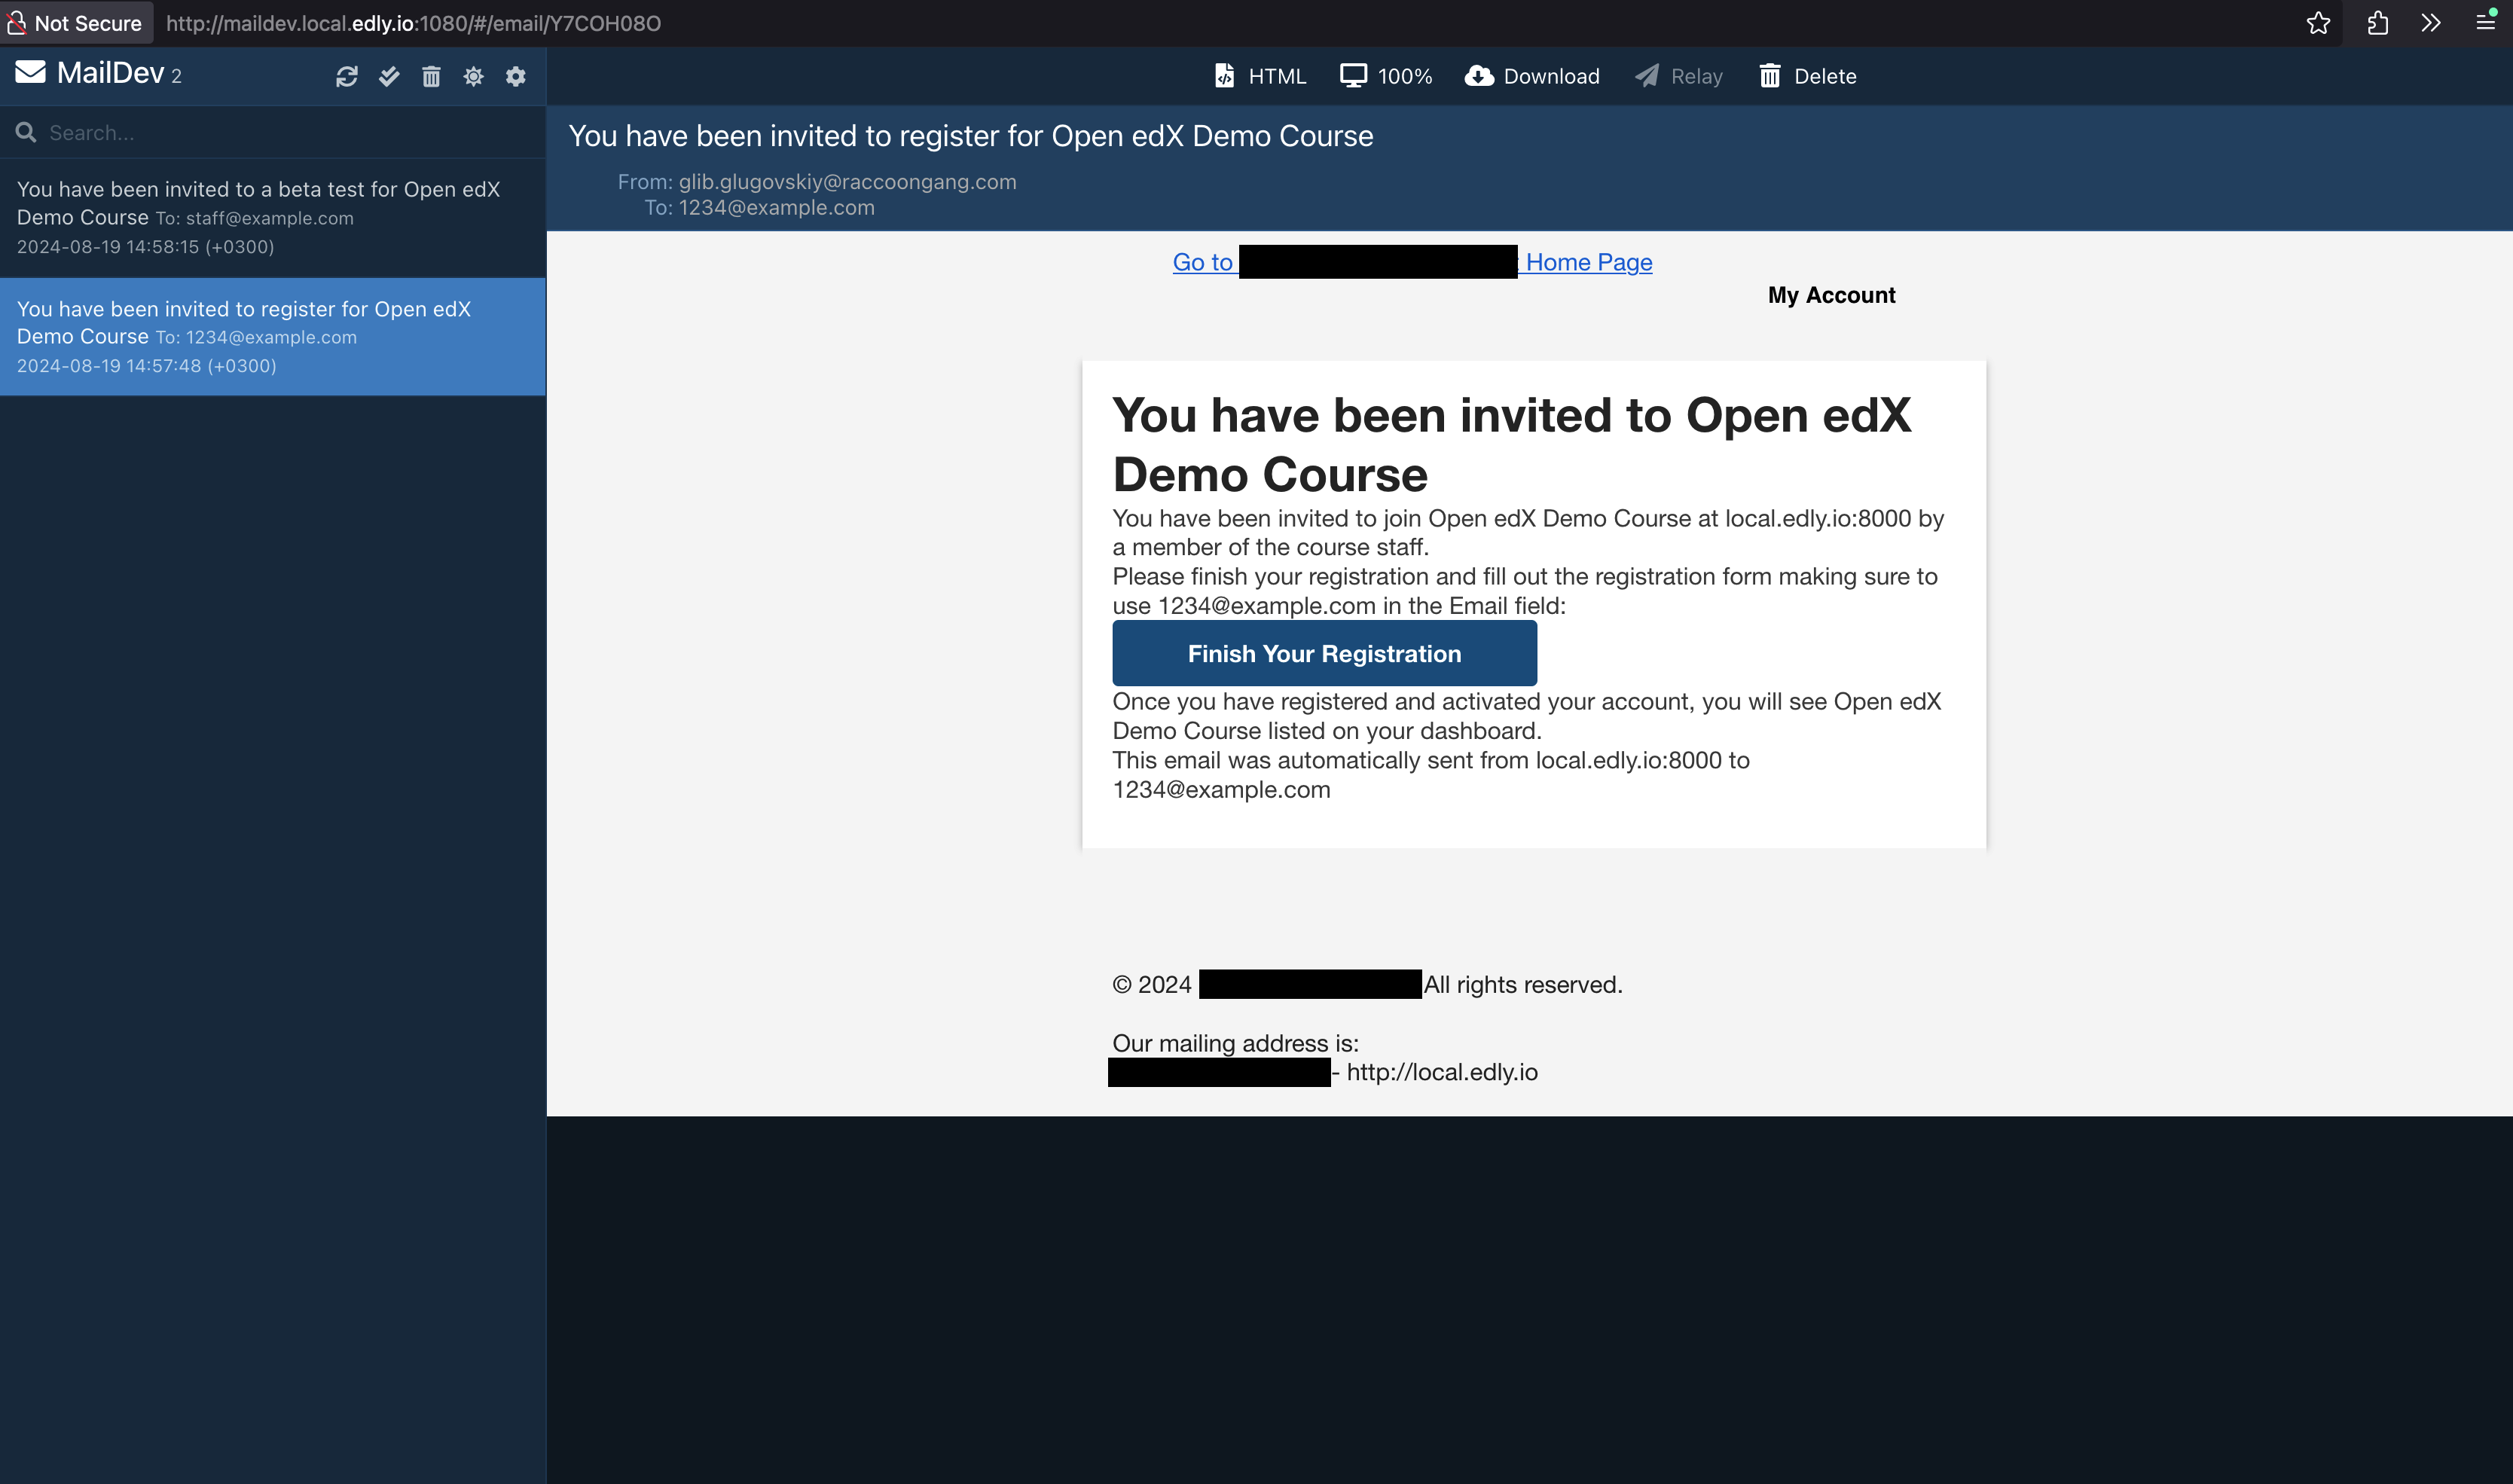 Not Secure http://maildev.local.edly.io:1080/#/email/Y7COH08O
MailDev 2
HTML 100% Download Relay Delete
Search...
You have been invited to a beta test for Open edX
Demo Course To: staff@example.com
2024-08-19 14:58:15 (+0300)
You have been invited to register for Open edX
Demo Course To: 1234@example.com
2024-08-19 14:57:48 (+0300)
You have been invited to register for Open edX Demo Course
From: glib.glugovskiy@raccoongang.com
To: 1234@example.com
Go to Home Page
My Account
You have been invited to Open edX
Demo Course
You have been invited to join Open edX Demo Course at local.edly.io:8000 by
a member of the course staff.
Please finish your registration and fill out the registration form making sure to
use 1234@example.com in the Email field:
Finish Your Registration
Once you have registered and activated your account, you will see Open edX
Demo Course listed on your dashboard.
This email was automatically sent from local.edly.io:8000 to
1234@example.com
© 2024 All rights reserved.
Our mailing address is:
- http://local.edly.io